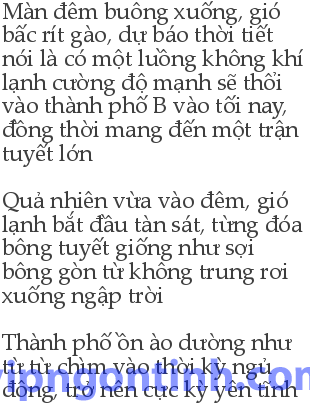 Màn đêm buông xuống, gió
bấc rít gào, dự báo thời tiết
nói là có một luồng không khí
lạnh cường độ mạnh sẽ thổi
vào thành phố B vào tối nay,
đồng thời mang đến một trận
tuyết lớn
Quả nhiên vừa vào đêm, gió
lạnh bắt đầu tàn sát, từng đóa
bông tuyết giống như sợi
bông gòn từ không trung rơi
xuống ngập trời
Thành phố ồn ào dường như
từ từ chìm vào thời kỳ ngủ
đông, trở nên cực kỳ yên tĩnh
vipngontinh.com